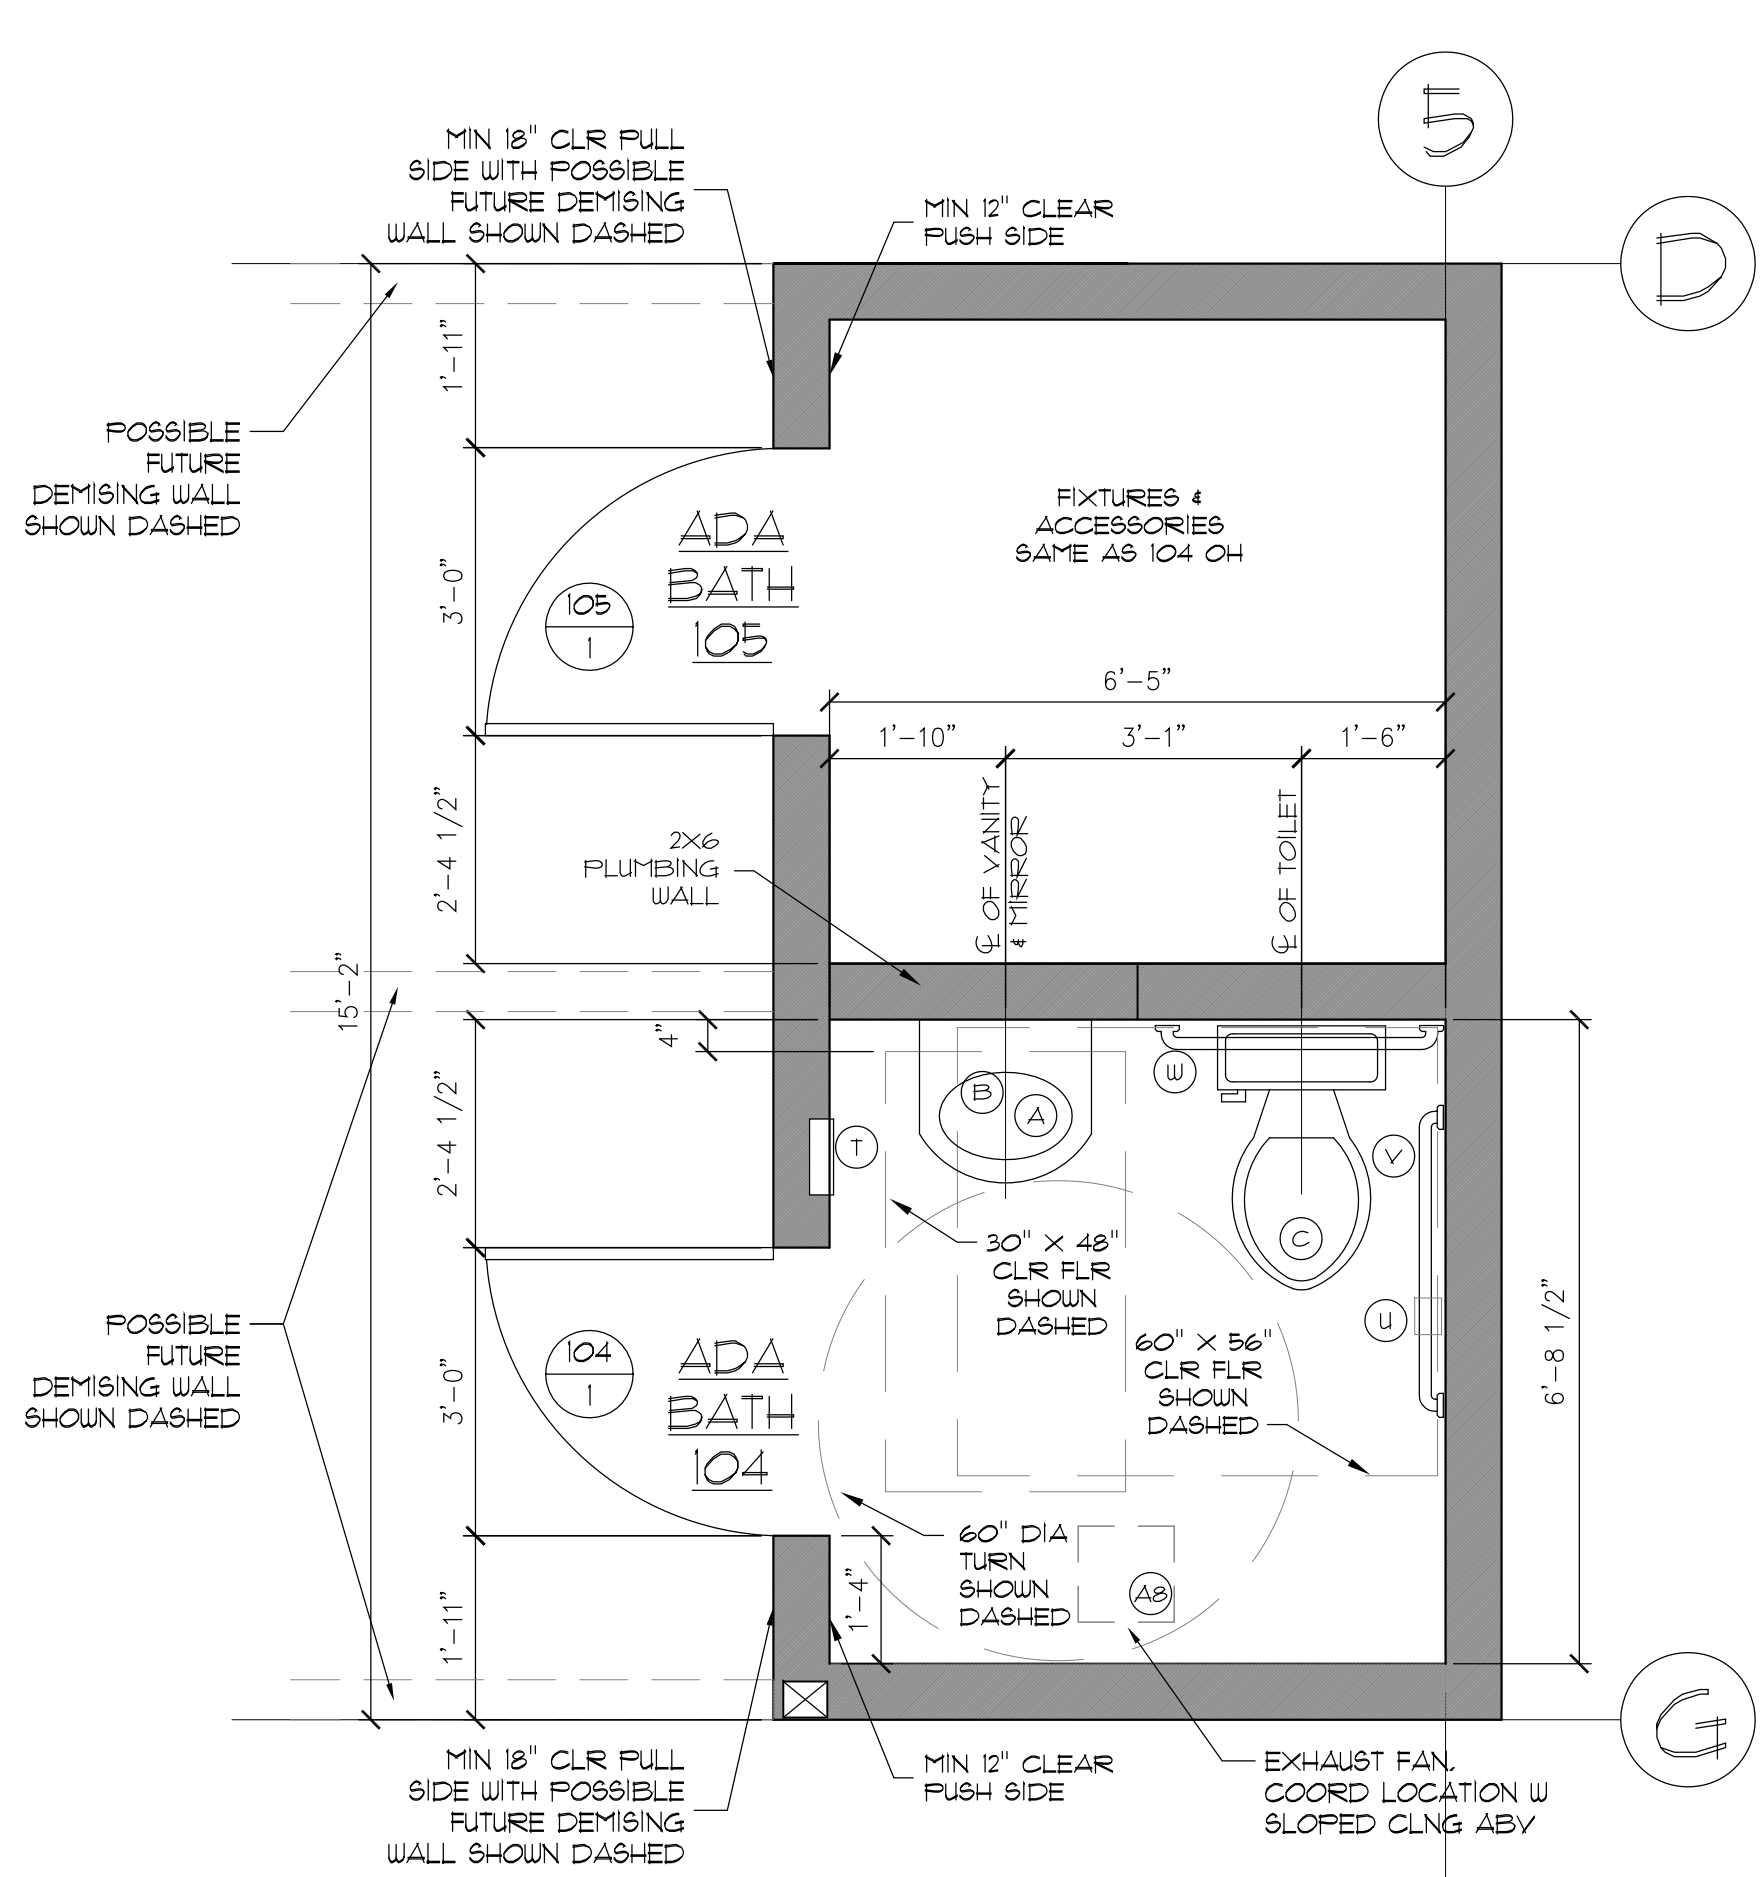 5
MIN 18" CLR PULL
SIDE WITH POSSIBLE
FUTURE DEMISING
WALL SHOWN DASHED
MIN 12" CLEAR
PUSH SIDE
D
1'-11"
POSSIBLE
FUTURE
DEMISING WALL
SHOWN DASHED
FIXTURES &
ACCESSORIES
SAME AS 104 OH
ADA
BATH
105
105
1
3'-0"
6'-5"
1'-10"
3'-1"
1'-6"
2'-4 1/2"
2X6
PLUMBING
WALL
℄ OF VANITY
& MIRROR
℄ OF TOILET
15'-2"
4"
W
B
A
T
V
C
U
2'-4 1/2"
30" X 48"
CLR FLR
SHOWN
DASHED
60" X 56"
CLR FLR
SHOWN
DASHED
6'-8 1/2"
POSSIBLE
FUTURE
DEMISING WALL
SHOWN DASHED
3'-0"
104
1
ADA
BATH
104
60" DIA
TURN
SHOWN
DASHED
A8
1'-4"
1'-11"
G
MIN 18" CLR PULL
SIDE WITH POSSIBLE
FUTURE DEMISING
WALL SHOWN DASHED
MIN 12" CLEAR
PUSH SIDE
EXHAUST FAN,
COORD LOCATION W
SLOPED CLNG ABV